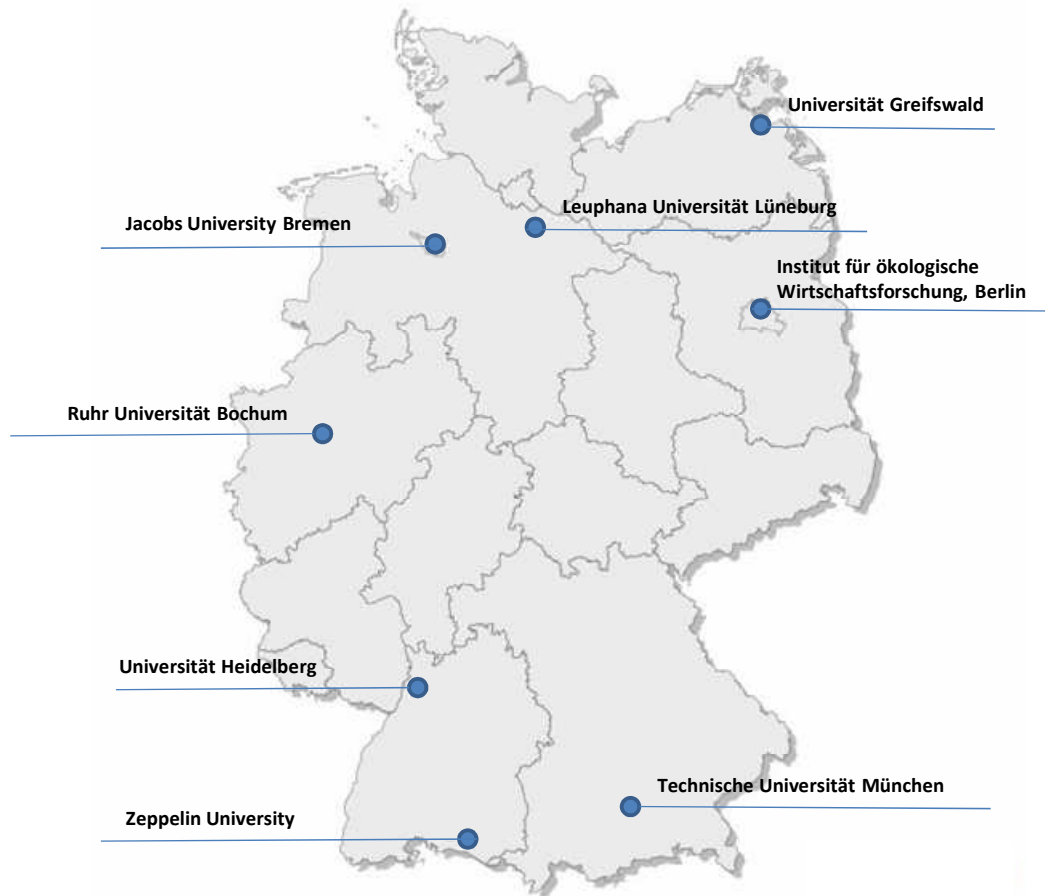 Universität Greifswald
Leuphana Universität Lüneburg
Jacobs University Bremen
Institut für ökologische
Wirtschaftsforschung, Berlin
Ruhr Universität Bochum
Universität Heidelberg
Technische Universität München
Zeppelin University